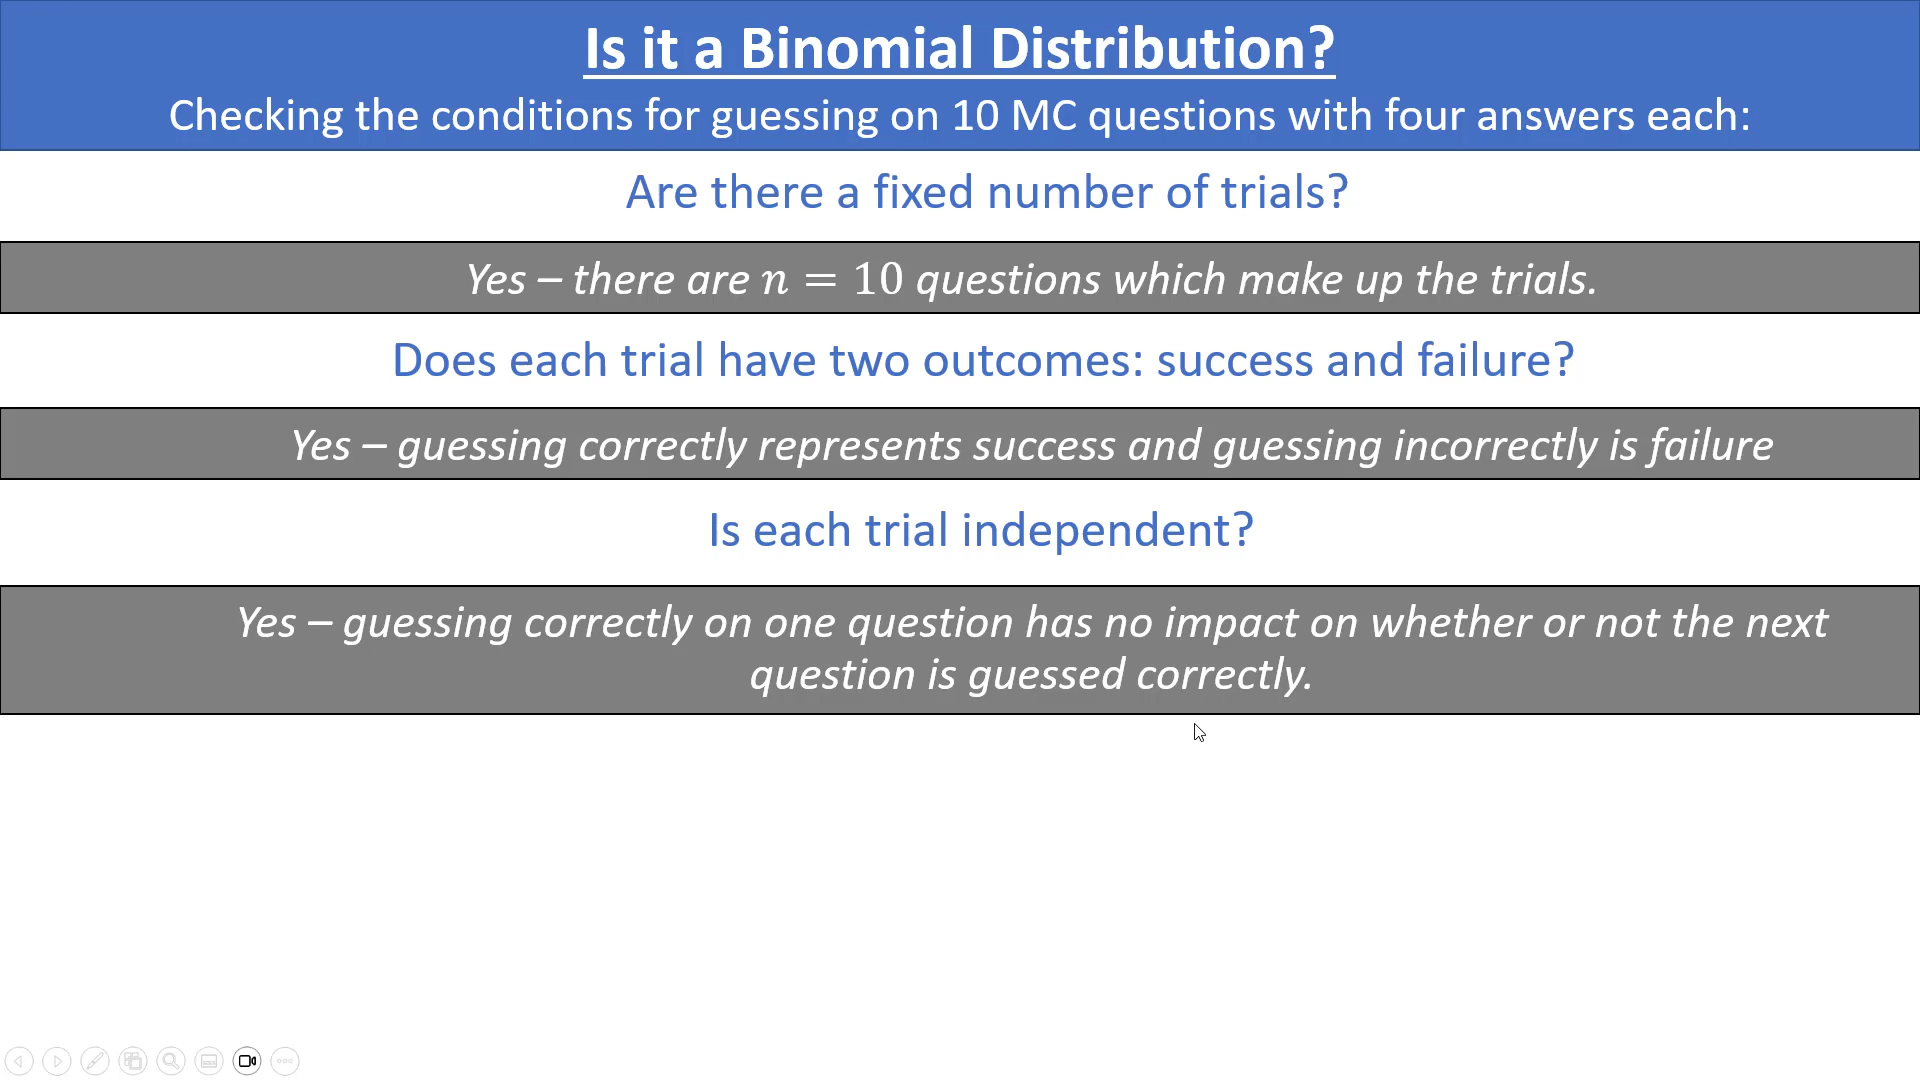 Is it a Binomial Distribution?
Checking the conditions for guessing on 10 MC questions with four answers each:
Are there a fixed number of trials?
Yes – there are n = 10 questions which make up the trials.
Does each trial have two outcomes: success and failure?
Yes – guessing correctly represents success and guessing incorrectly is failure
Is each trial independent?
Yes – guessing correctly on one question has no impact on whether or not the next
question is guessed correctly.